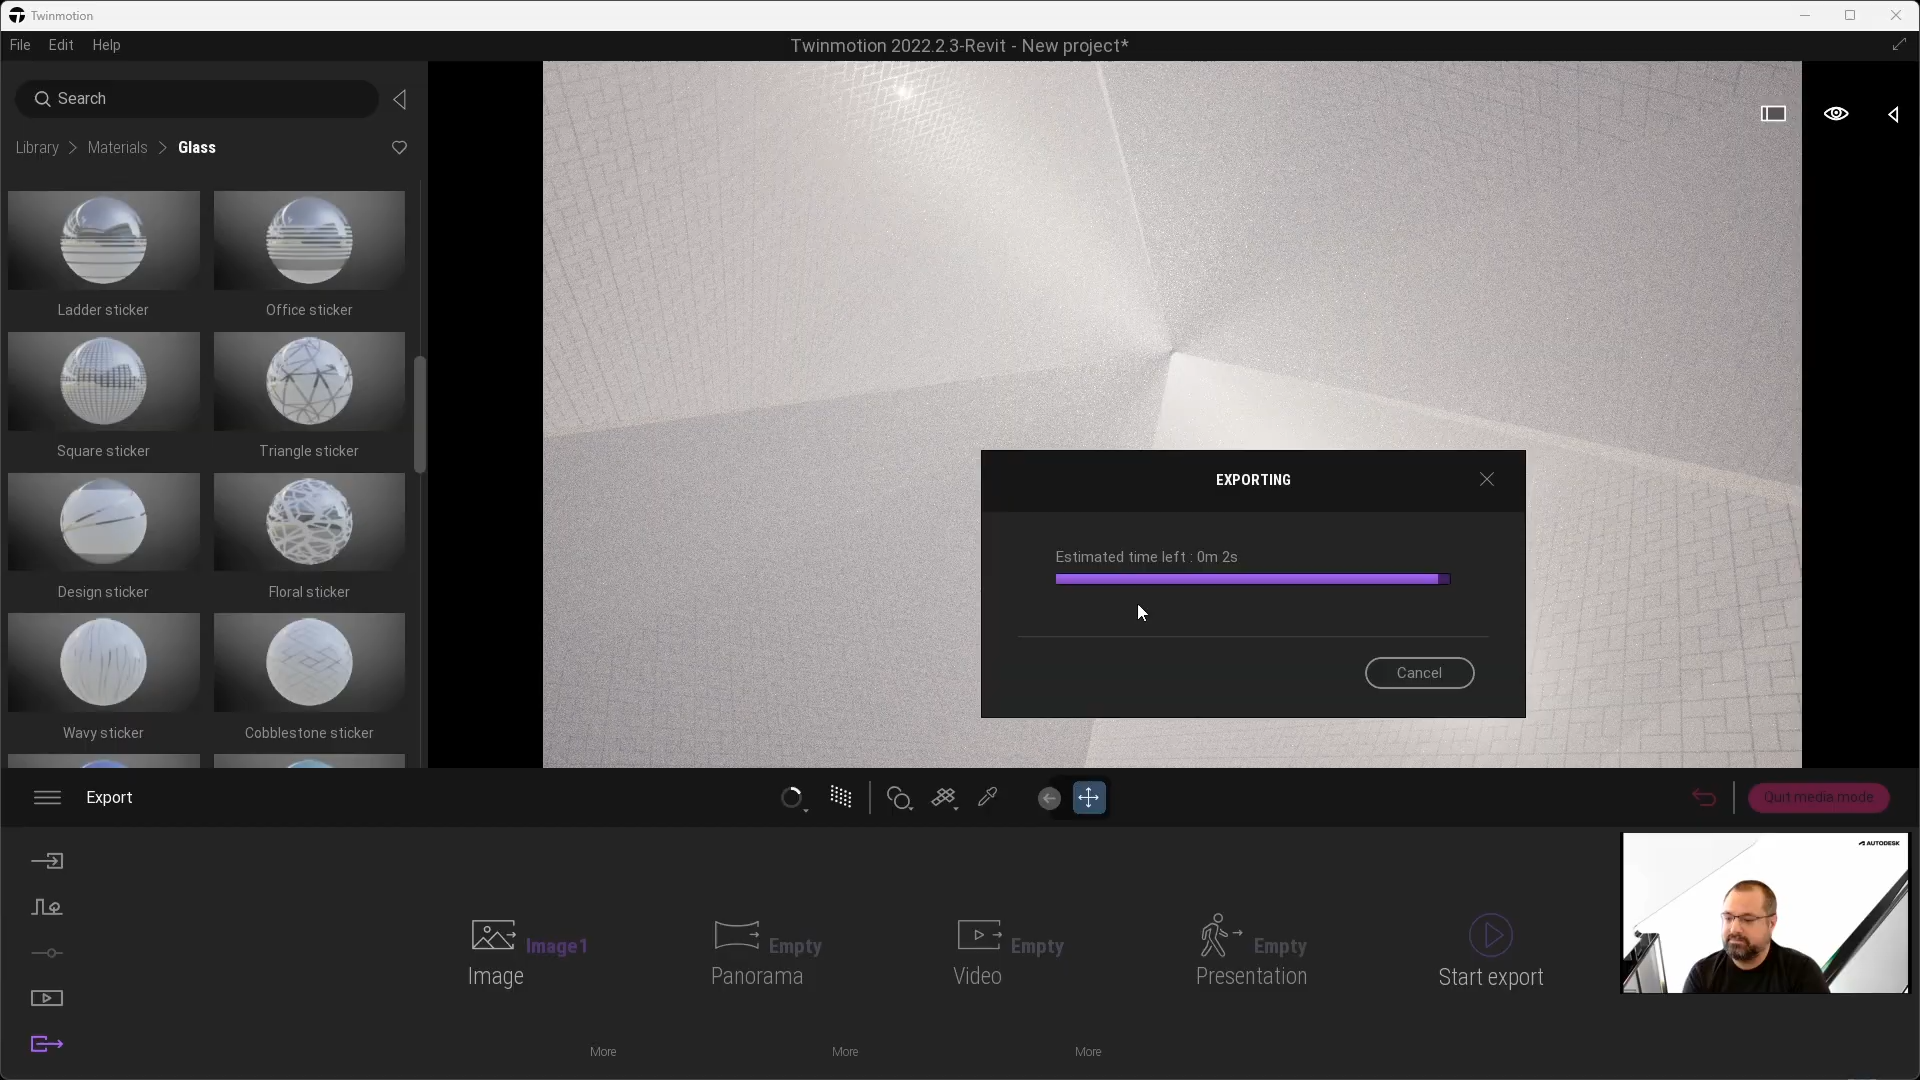 Twinmotion
File Edit Help
Twinmotion 2022.2.3-Revit - New project*
Search
Library > Materials > Glass
Ladder sticker
Office sticker
Square sticker
Triangle sticker
Design sticker
Floral sticker
Wavy sticker
Cobblestone sticker
EXPORTING
Estimated time left : 0m 2s
Cancel
Export
Quit media mode
AUTODESK
Image1
Image
Empty
Panorama
Empty
Video
Empty
Presentation
Start export
More
More
More